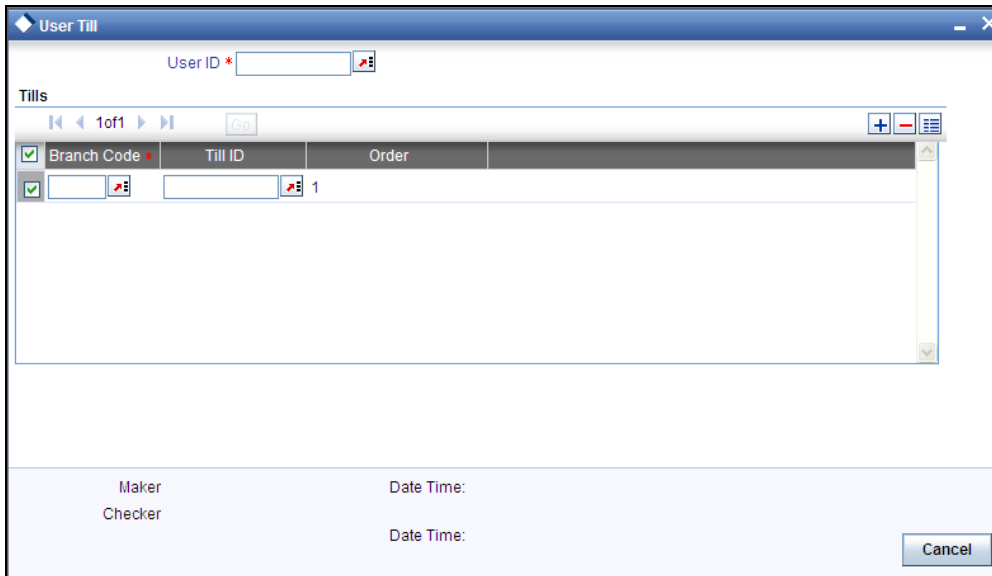 User Till
User ID *
Tills
1of1 Go
Branch Code * Till ID Order
1
Maker Date Time:
Checker
Date Time:
Cancel